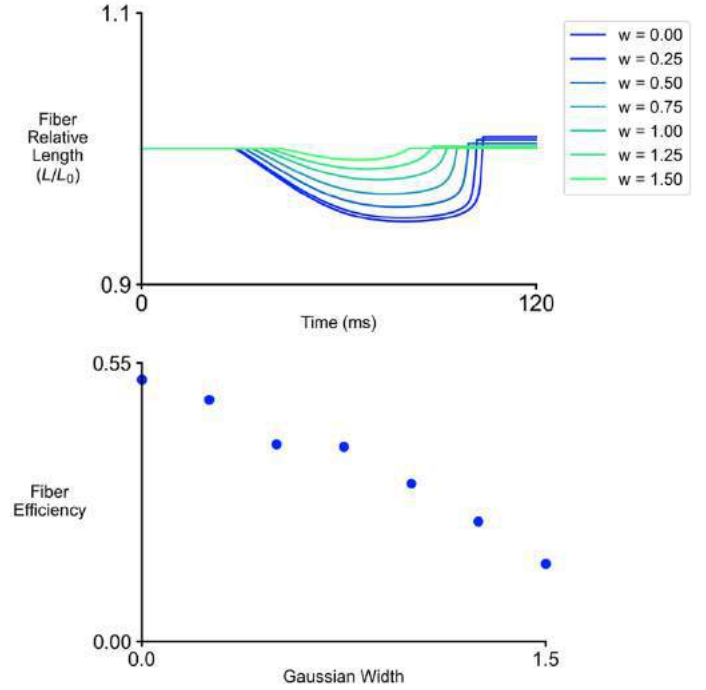 1.1
Fiber
Relative
Length
(L/L₀)
0.9
0
120
Time (ms)
w = 0.00
w = 0.25
w = 0.50
w = 0.75
w = 1.00
w = 1.25
w = 1.50
0.55
Fiber
Efficiency
0.00
0.0
1.5
Gaussian Width